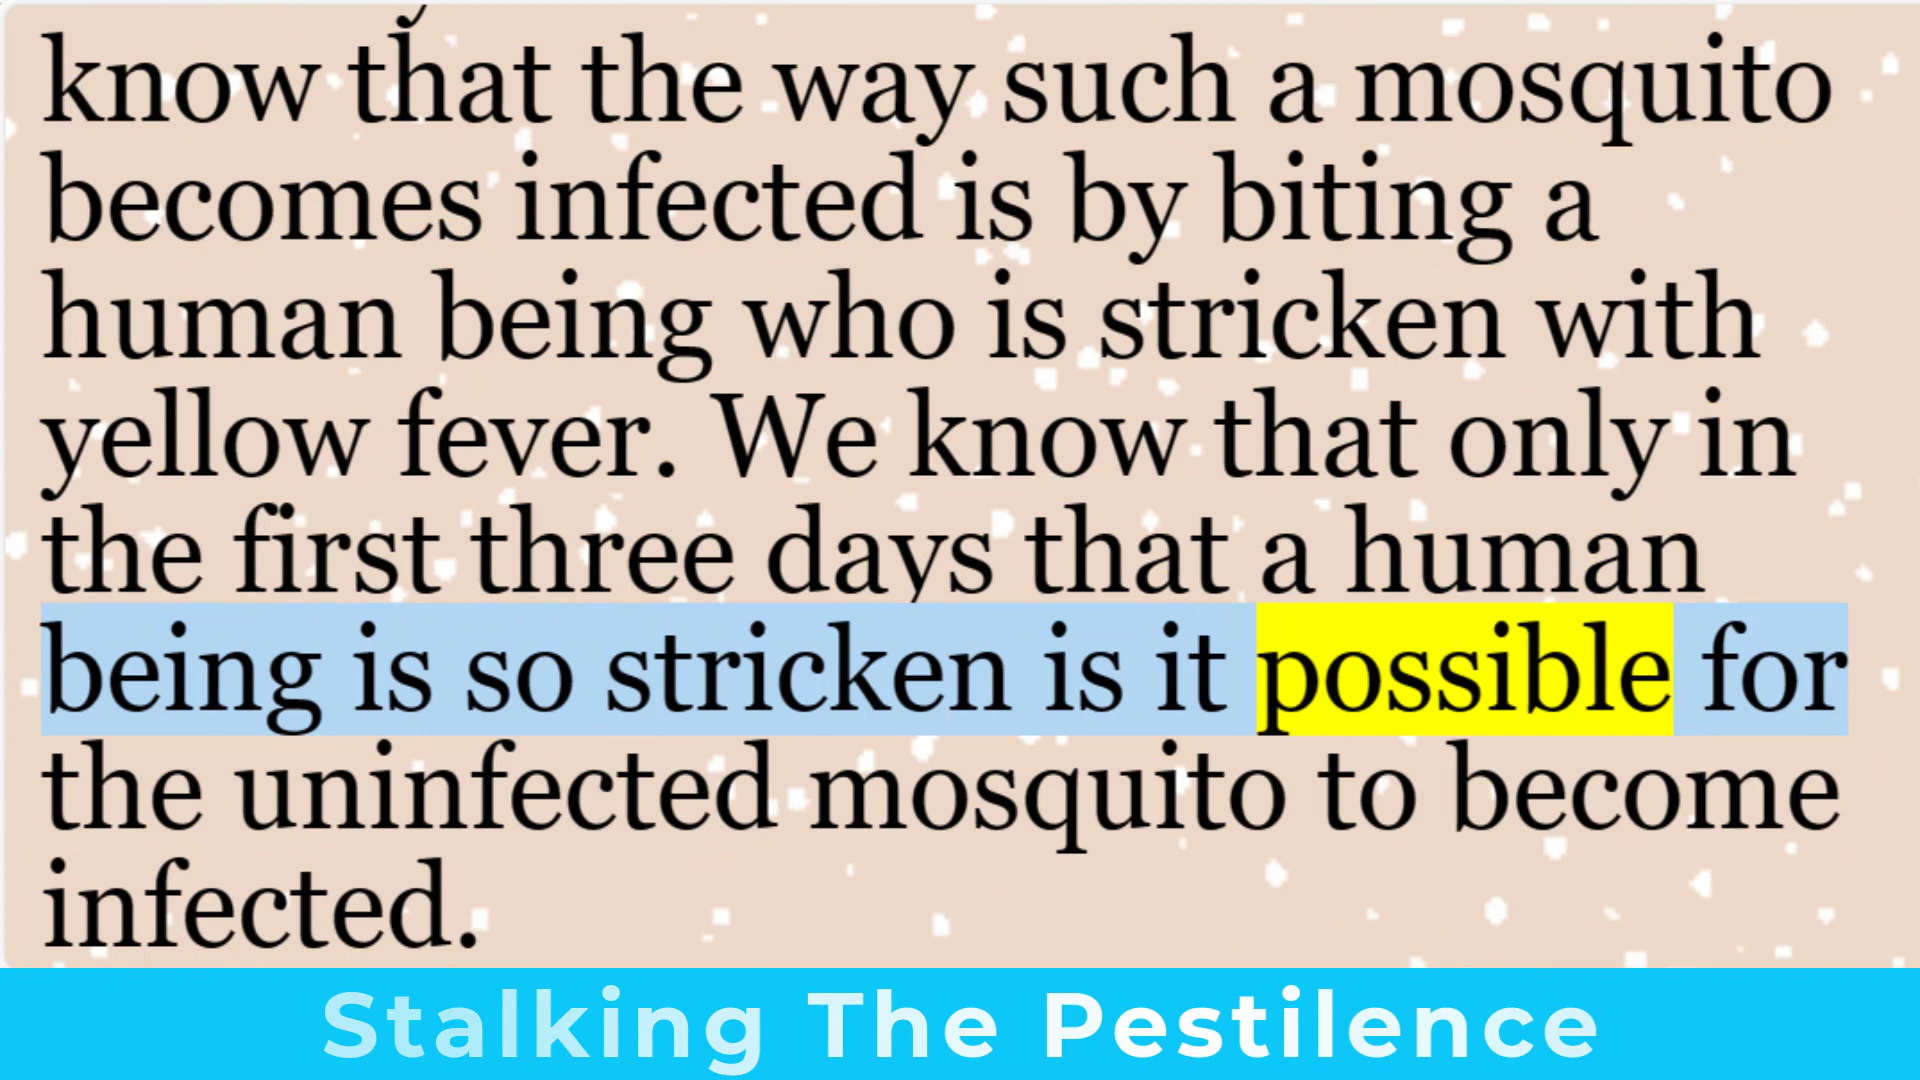 know that the way such a mosquito
becomes infected is by biting a
human being who is stricken with
yellow fever. We know that only in
the first three days that a human
being is so stricken is it possible for
the uninfected mosquito to become
infected.
Stalking The Pestilence